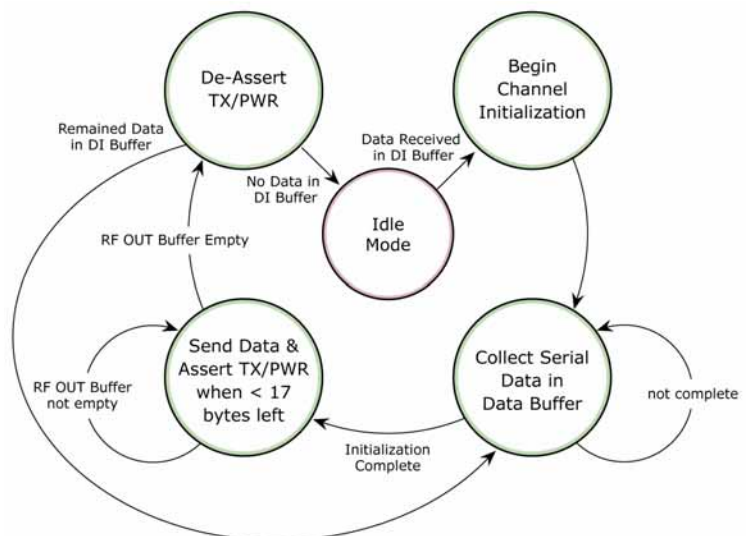 De-Assert
TX/PWR
Begin
Channel
Initialization
Remained Data
in DI Buffer
Data Received
in DI Buffer
No Data in
DI Buffer
Idle
Mode
RF OUT Buffer Empty
Send Data &
Assert TX/PWR
when < 17
bytes left
Collect Serial
Data in
Data Buffer
RF OUT Buffer
not empty
not complete
Initialization
Complete